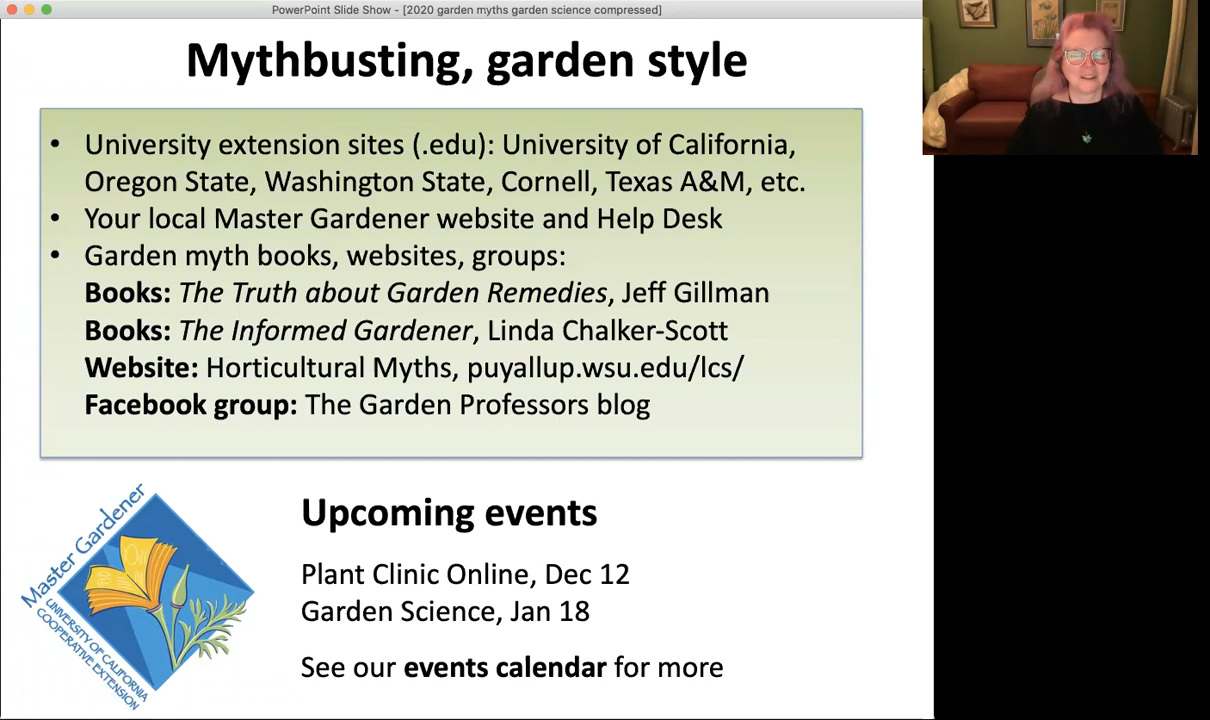 PowerPoint Slide Show - [2020 garden myths garden science compressed]
Mythbusting, garden style
• University extension sites (.edu): University of California,
Oregon State, Washington State, Cornell, Texas A&M, etc.
• Your local Master Gardener website and Help Desk
• Garden myth books, websites, groups:
Books: The Truth about Garden Remedies, Jeff Gillman
Books: The Informed Gardener, Linda Chalker-Scott
Website: Horticultural Myths, puyallup.wsu.edu/lcs/
Facebook group: The Garden Professors blog
Master Gardener
UNIVERSITY OF CALIFORNIA
COOPERATIVE EXTENSION
Upcoming events
Plant Clinic Online, Dec 12
Garden Science, Jan 18
See our events calendar for more